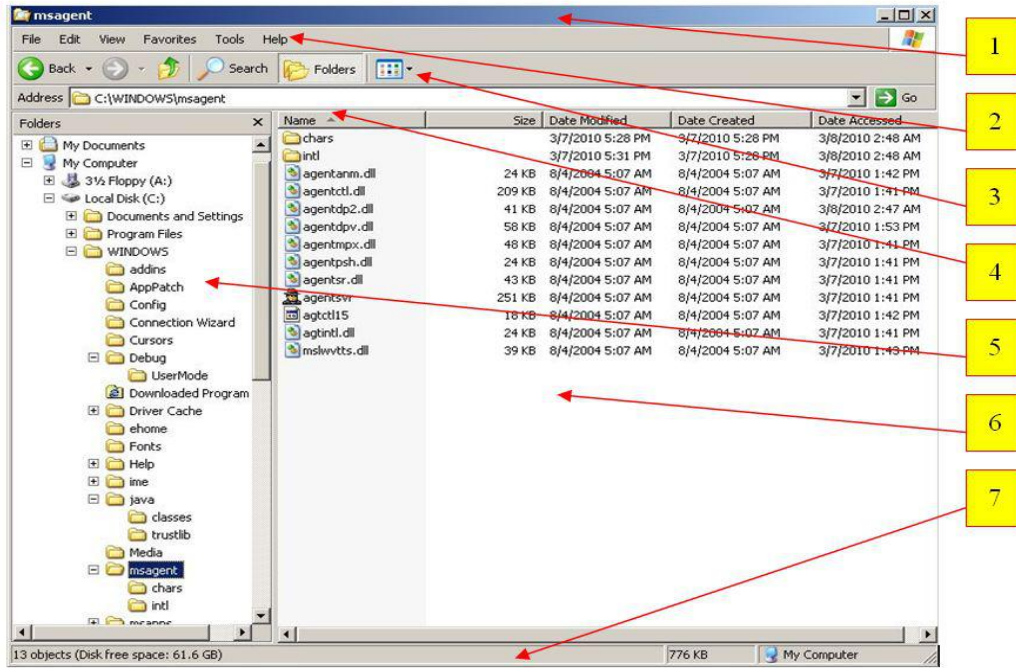 msagent
1
File Edit View Favorites Tools Help
Back Search Folders
2
Address C:\WINDOWS\msagent Go
Folders
Name Size Date Modified Date Created Date Accessed
My Documents
My Computer
3½ Floppy (A:)
Local Disk (C:)
Documents and Settings
Program Files
WINDOWS
addins
AppPatch
Config
Connection Wizard
Cursors
Debug
UserMode
Downloaded Program
Driver Cache
ehome
Fonts
Help
ime
java
classes
trustlib
Media
msagent
chars
intl
msapps
chars 3/7/2010 5:28 PM 3/7/2010 5:28 PM 3/8/2010 2:48 AM
intl 3/7/2010 5:31 PM 3/7/2010 5:28 PM 3/8/2010 2:48 AM
agentanm.dll 24 KB 8/4/2004 5:07 AM 8/4/2004 5:07 AM 3/7/2010 1:42 PM
agentctl.dll 209 KB 8/4/2004 5:07 AM 8/4/2004 5:07 AM 3/7/2010 1:41 PM
agentdp2.dll 41 KB 8/4/2004 5:07 AM 8/4/2004 5:07 AM 3/8/2010 2:47 AM
agentdpv.dll 58 KB 8/4/2004 5:07 AM 8/4/2004 5:07 AM 3/7/2010 1:53 PM
agentmpx.dll 48 KB 8/4/2004 5:07 AM 8/4/2004 5:07 AM 3/7/2010 1:41 PM
agentpsh.dll 24 KB 8/4/2004 5:07 AM 8/4/2004 5:07 AM 3/7/2010 1:41 PM
agentsr.dll 43 KB 8/4/2004 5:07 AM 8/4/2004 5:07 AM 3/7/2010 1:41 PM
agentsvr 251 KB 8/4/2004 5:07 AM 8/4/2004 5:07 AM 3/7/2010 1:41 PM
agtctl15 18 KB 8/4/2004 5:07 AM 8/4/2004 5:07 AM 3/7/2010 1:42 PM
agtintl.dll 24 KB 8/4/2004 5:07 AM 8/4/2004 5:07 AM 3/7/2010 1:41 PM
mslwvtts.dll 39 KB 8/4/2004 5:07 AM 8/4/2004 5:07 AM 3/7/2010 1:43 PM
3
4
5
6
7
13 objects (Disk free space: 61.6 GB) 776 KB My Computer